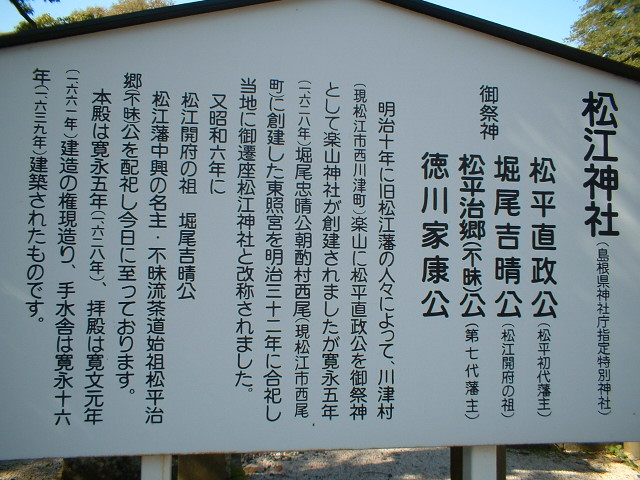 松江神社(島根県神社庁指定特別神社)
松平直政公(松平初代藩主)
御祭神 堀尾吉晴公(松江開府の祖)
松平治郷(不昧)公(第七代藩主)
徳川家康公
明治十年に旧松江藩の人々によって、川津村
(現松江市西川津町)楽山に松平直政公を御祭神
として楽山神社が創建されましたが寛永五年
(一六二八年)堀尾忠晴公朝酌村西尾(現松江市西尾
町)に創建した東照宮を明治三十二年に合祀し
当地に御遷座松江神社と改称されました。
又昭和六年に
松江開府の祖 堀尾吉晴公
松江藩中興の名主・不昧流茶道始祖松平治
郷(不昧)公を配祀し今日に至っております。
本殿は寛永五年(一六二八年)、拝殿は寛文元年
(一六六一年)建造の権現造り、手水舎は寛永十六
年(一六三九年)建築されたものです。